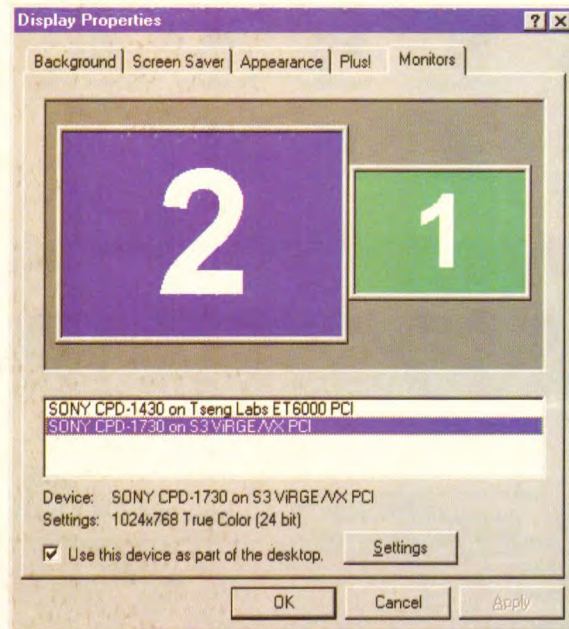 Display Properties
Background
Screen Saver
Appearance
Plus!
Monitors
2
1
SONY CPD-1430 on Tseng Labs ET6000 PCI
SONY CPD-1730 on S3 ViRGE/VX PCI
Device: SONY CPD-1730 on S3 ViRGE/VX PCI
Settings: 1024x768 True Color (24 bit)
Use this device as part of the desktop.
Settings
OK
Cancel
Apply